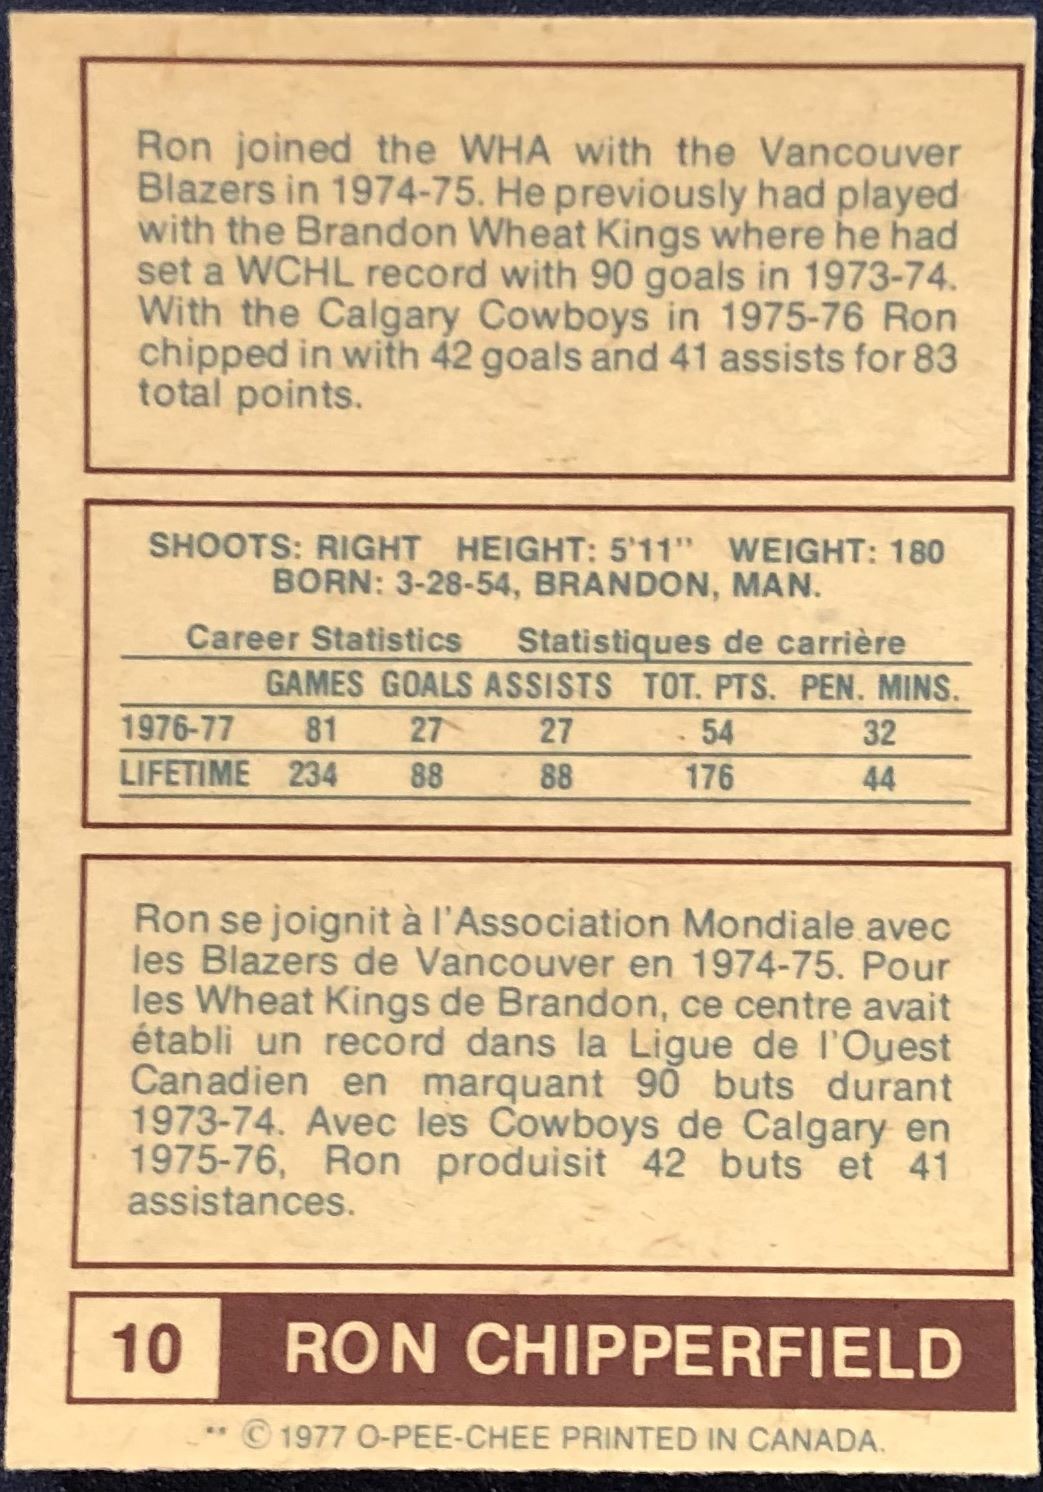 Ron joined the WHA with the Vancouver
Blazers in 1974-75. He previously had played
with the Brandon Wheat Kings where he had
set a WCHL record with 90 goals in 1973-74.
With the Calgary Cowboys in 1975-76 Ron
chipped in with 42 goals and 41 assists for 83
total points.
SHOOTS: RIGHT HEIGHT: 5'11" WEIGHT: 180
BORN: 3-28-54, BRANDON, MAN.
Career Statistics Statistiques de carrière
GAMES GOALS ASSISTS TOT. PTS. PEN. MINS.
1976-77 81 27 27 54 32
LIFETIME 234 88 88 176 44
Ron se joignit à l'Association Mondiale avec
les Blazers de Vancouver en 1974-75. Pour
les Wheat Kings de Brandon, ce centre avait
établi un record dans la Ligue de l'Ouest
Canadien en marquant 90 buts durant
1973-74. Avec les Cowboys de Calgary en
1975-76, Ron produisit 42 buts et 41
assistances.
10 RON CHIPPERFIELD
** © 1977 O-PEE-CHEE PRINTED IN CANADA.